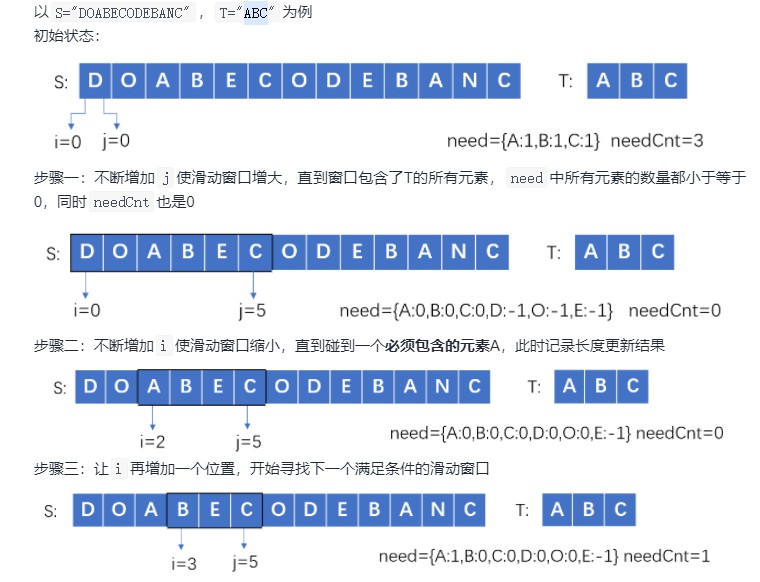 以 S="DOABECODEBANC" ， T="ABC" 为例
初始状态：
S: D O A B E C O D E B A N C T: A B C
i=0 j=0 need={A:1,B:1,C:1} needCnt=3
步骤一：不断增加 j 使滑动窗口增大，直到窗口包含了T的所有元素， need 中所有元素的数量都小于等于
0，同时 needCnt 也是0
S: D O A B E C O D E B A N C T: A B C
i=0 j=5 need={A:0,B:0,C:0,D:-1,O:-1,E:-1} needCnt=0
步骤二：不断增加 i 使滑动窗口缩小，直到碰到一个必须包含的元素A，此时记录长度更新结果
S: D O A B E C O D E B A N C T: A B C
i=2 j=5 need={A:0,B:0,C:0,D:0,O:0,E:-1} needCnt=0
步骤三：让 i 再增加一个位置，开始寻找下一个满足条件的滑动窗口
S: D O A B E C O D E B A N C T: A B C
i=3 j=5 need={A:1,B:0,C:0,D:0,O:0,E:-1} needCnt=1